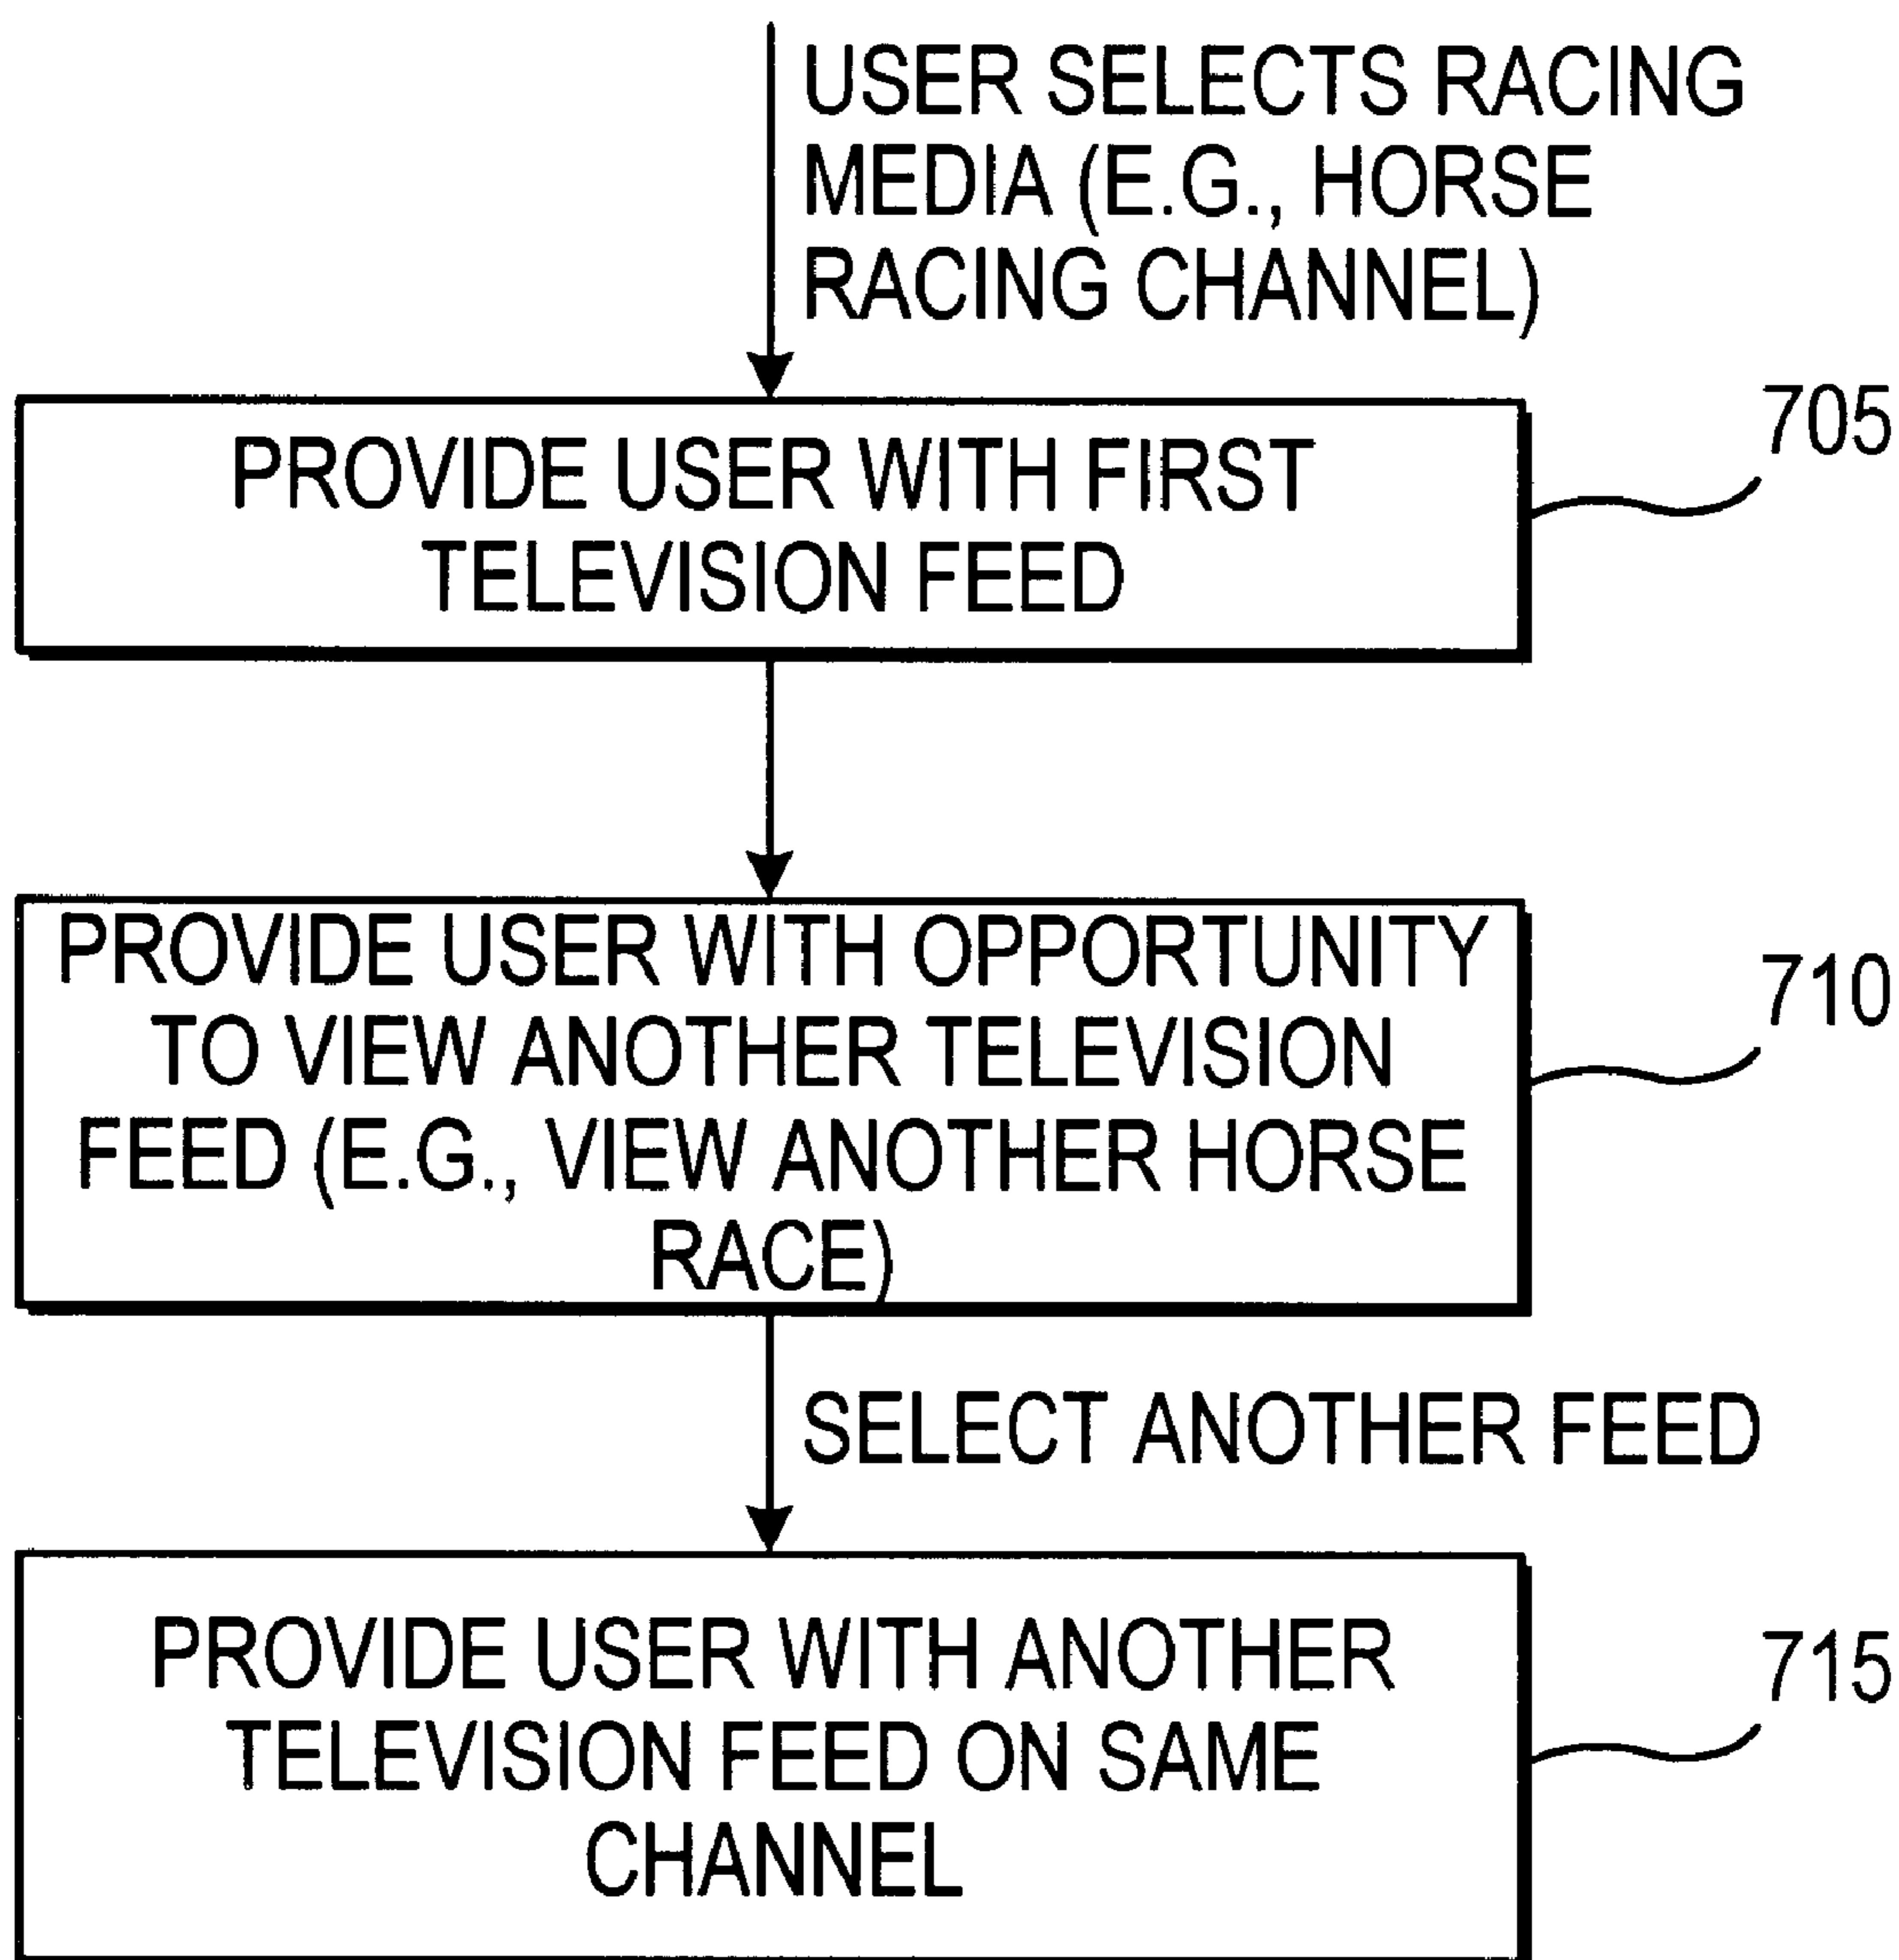 USER SELECTS RACING
MEDIA (E.G., HORSE
RACING CHANNEL)
705
PROVIDE USER WITH FIRST
TELEVISION FEED
710
PROVIDE USER WITH OPPORTUNITY
TO VIEW ANOTHER TELEVISION
FEED (E.G., VIEW ANOTHER HORSE
RACE)
SELECT ANOTHER FEED
715
PROVIDE USER WITH ANOTHER
TELEVISION FEED ON SAME
CHANNEL